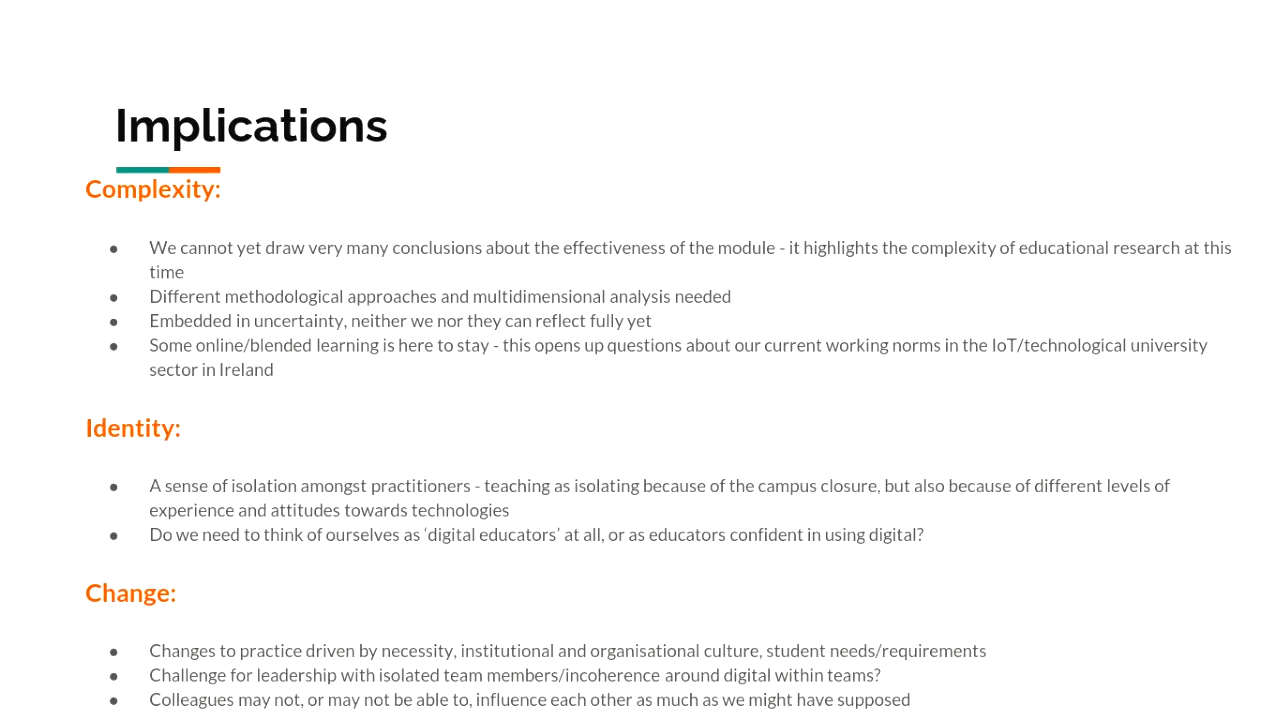 Implications
Complexity:
● We cannot yet draw very many conclusions about the effectiveness of the module - it highlights the complexity of educational research at this
time
● Different methodological approaches and multidimensional analysis needed
● Embedded in uncertainty, neither we nor they can reflect fully yet
● Some online/blended learning is here to stay - this opens up questions about our current working norms in the IoT/technological university
sector in Ireland
Identity:
● A sense of isolation amongst practitioners - teaching as isolating because of the campus closure, but also because of different levels of
experience and attitudes towards technologies
● Do we need to think of ourselves as ‘digital educators’ at all, or as educators confident in using digital?
Change:
● Changes to practice driven by necessity, institutional and organisational culture, student needs/requirements
● Challenge for leadership with isolated team members/incoherence around digital within teams?
● Colleagues may not, or may not be able to, influence each other as much as we might have supposed